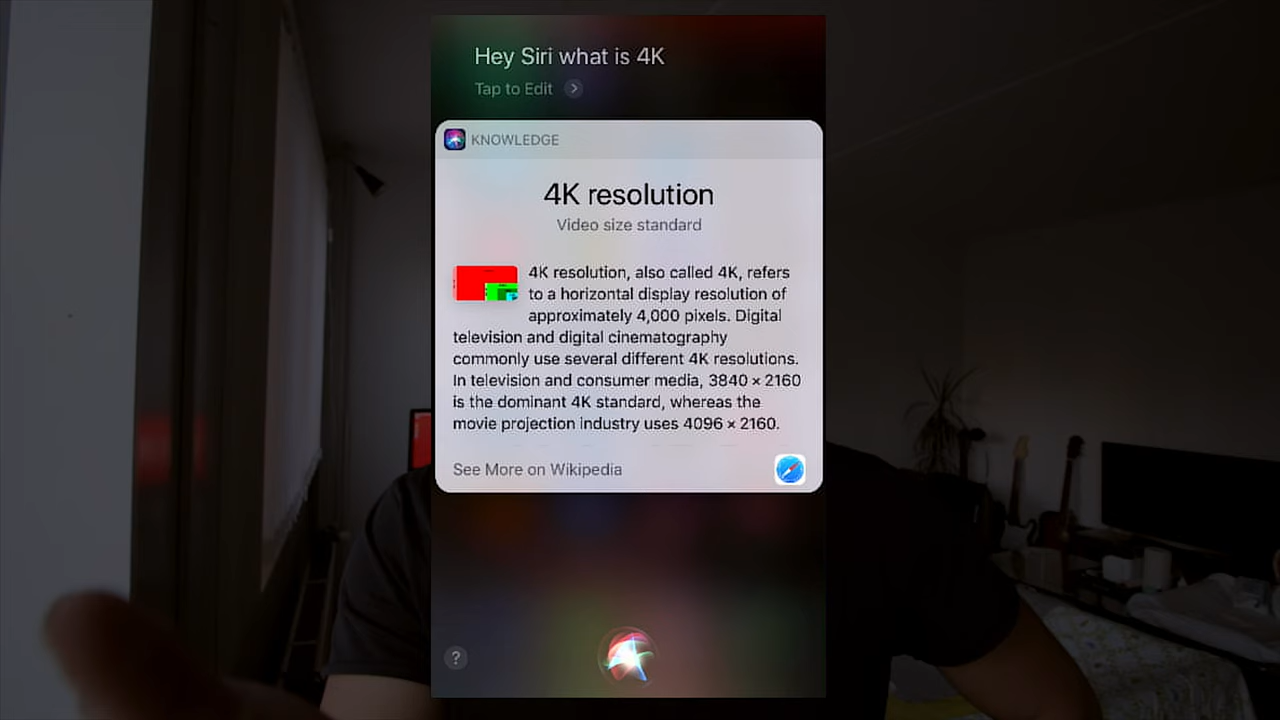 Hey Siri what is 4K
Tap to Edit
KNOWLEDGE
4K resolution
Video size standard
4K resolution, also called 4K, refers
to a horizontal display resolution of
approximately 4,000 pixels. Digital
television and digital cinematography
commonly use several different 4K resolutions.
In television and consumer media, 3840 × 2160
is the dominant 4K standard, whereas the
movie projection industry uses 4096 × 2160.
See More on Wikipedia
?